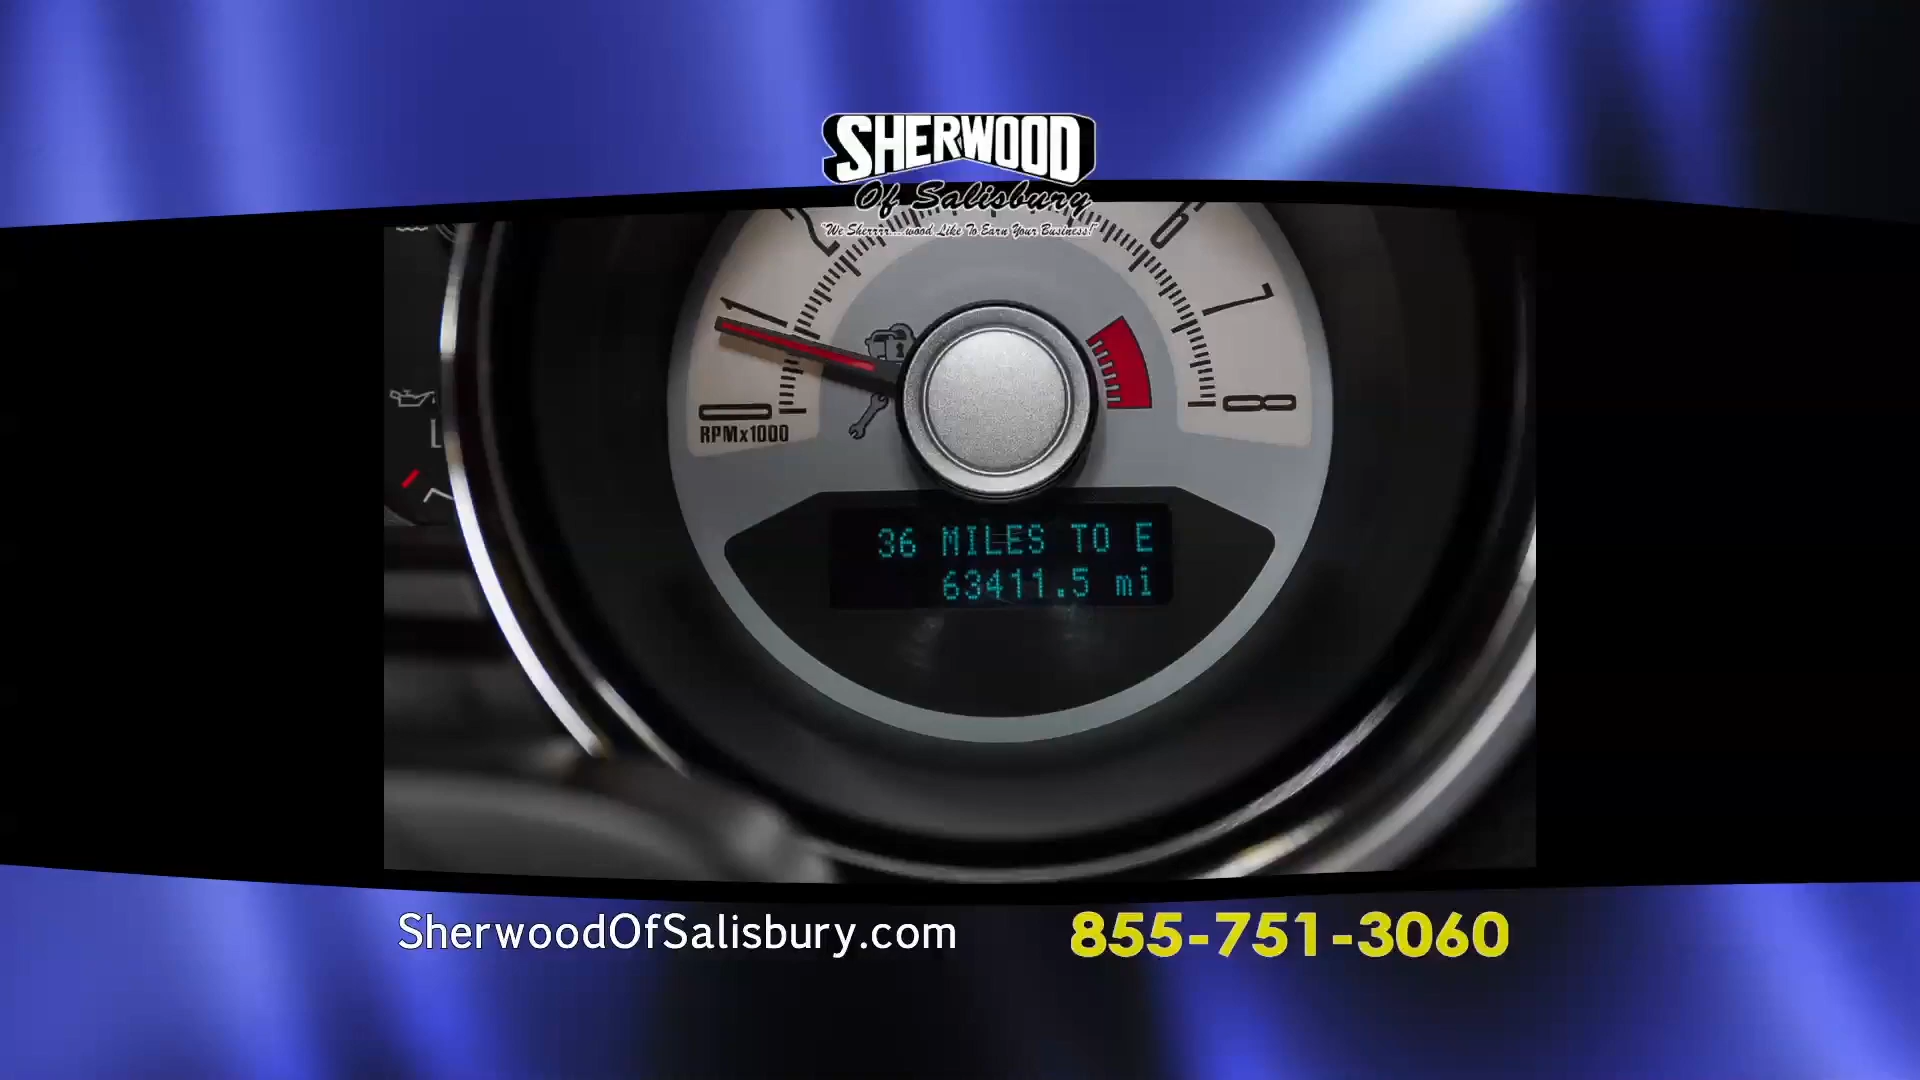 SHERWOOD
Of Salisbury
"We Sherrrr....wood Like To Earn Your Business!"
2
6
1
7
0
8
RPMx1000
36 MILES TO E
63411.5 mi
SherwoodOfSalisbury.com
855-751-3060